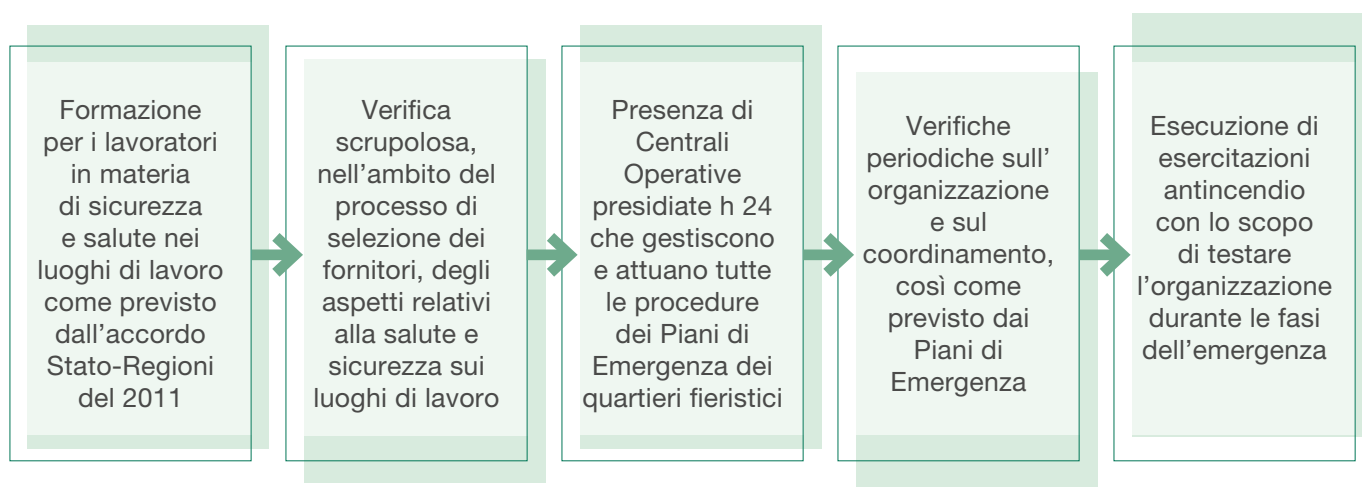 Formazione
per i lavoratori
in materia
di sicurezza
e salute nei
luoghi di lavoro
come previsto
dall’accordo
Stato-Regioni
del 2011
Verifica
scrupolosa,
nell’ambito del
processo di
selezione dei
fornitori, degli
aspetti relativi
alla salute e
sicurezza sui
luoghi di lavoro
Presenza di
Centrali
Operative
presidiate h 24
che gestiscono
e attuano tutte
le procedure
dei Piani di
Emergenza dei
quartieri fieristici
Verifiche
periodiche sull’
organizzazione
e sul
coordinamento,
così come
previsto dai
Piani di
Emergenza
Esecuzione di
esercitazioni
antincendio
con lo scopo
di testare
l’organizzazione
durante le fasi
dell’emergenza